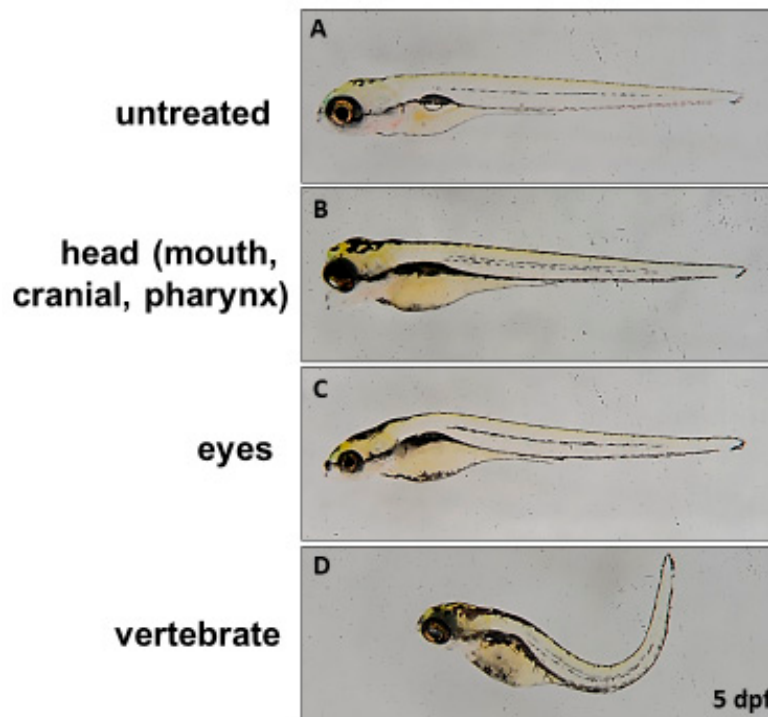 A
untreated
B
head (mouth,
cranial, pharynx)
C
eyes
D
vertebrate
5 dpf